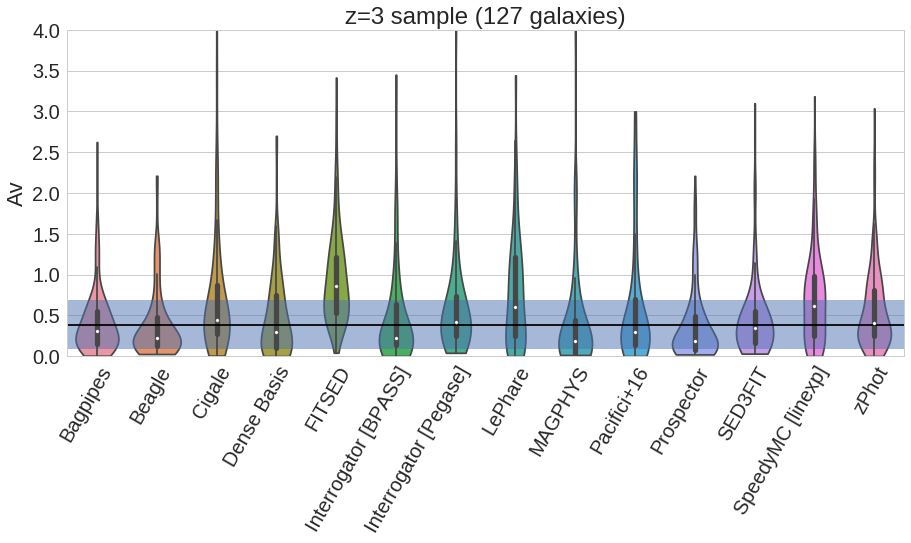 z=3 sample (127 galaxies)
Av
4.0
3.5
3.0
2.5
2.0
1.5
1.0
0.5
0.0
Bagpipes
Beagle
Cigale
Dense Basis
FITSED
Interrogator [BPASS]
Interrogator [Pegase]
LePhare
MAGPHYS
Pacifici+16
Prospector
SED3FIT
SpeedyMC [linexp]
zPhot